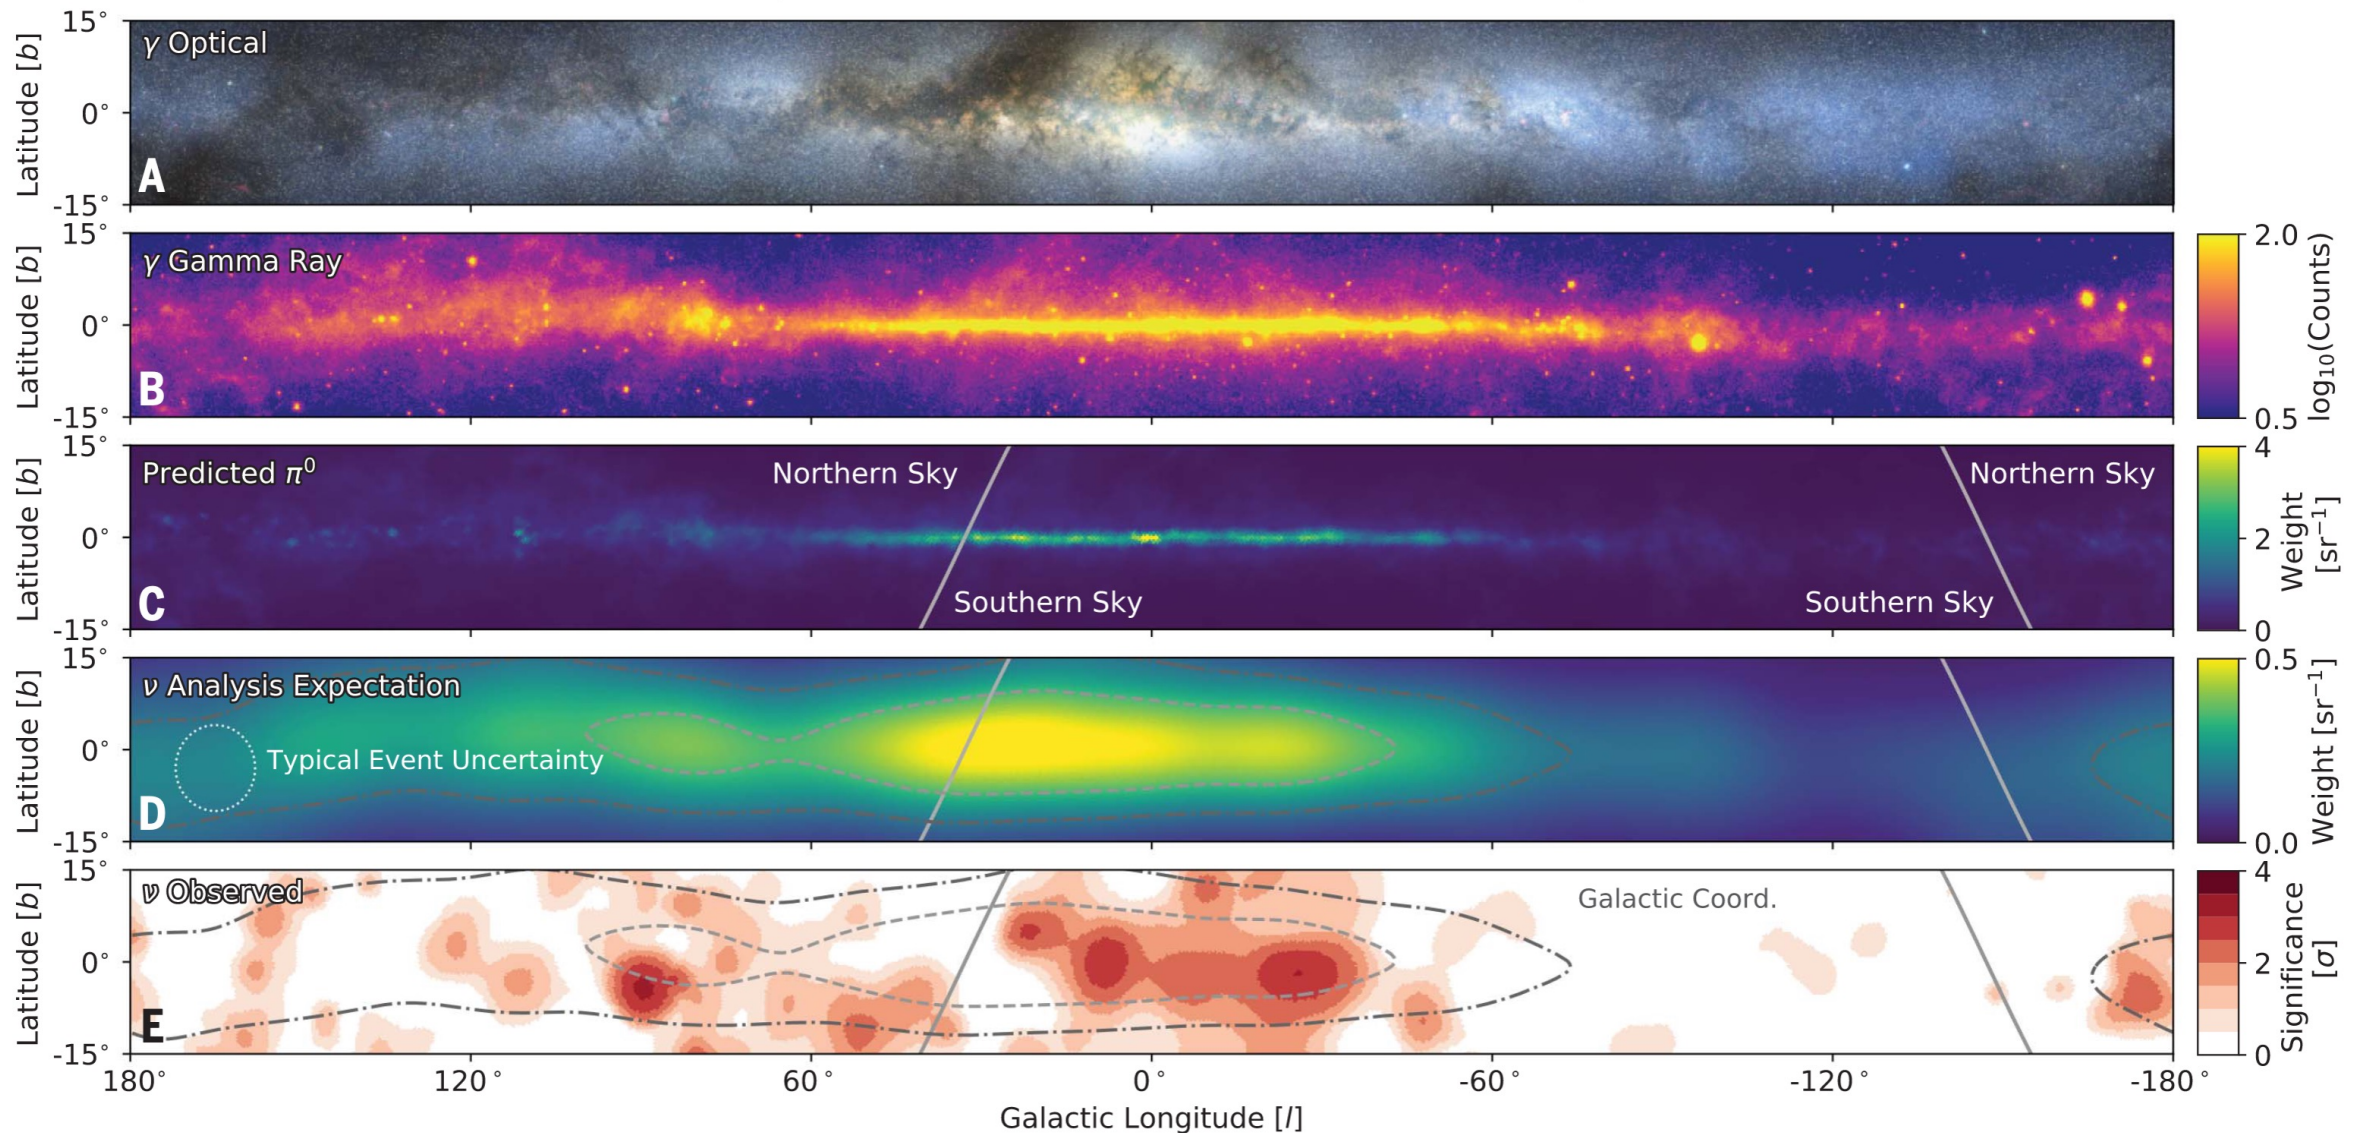 15°
0°
-15°
Latitude [b]
γ Optical
A
15°
0°
-15°
Latitude [b]
γ Gamma Ray
B
2.0
0.5
log₁₀(Counts)
15°
0°
-15°
Latitude [b]
Predicted π⁰
Northern Sky
Northern Sky
Southern Sky
Southern Sky
C
4
2
0
Weight
[sr⁻¹]
15°
0°
-15°
Latitude [b]
ν Analysis Expectation
Typical Event Uncertainty
D
0.5
0.0
Weight [sr⁻¹]
15°
0°
-15°
Latitude [b]
ν Observed
Galactic Coord.
E
4
2
0
Significance
[σ]
180° 120° 60° 0° -60° -120° -180°
Galactic Longitude [l]